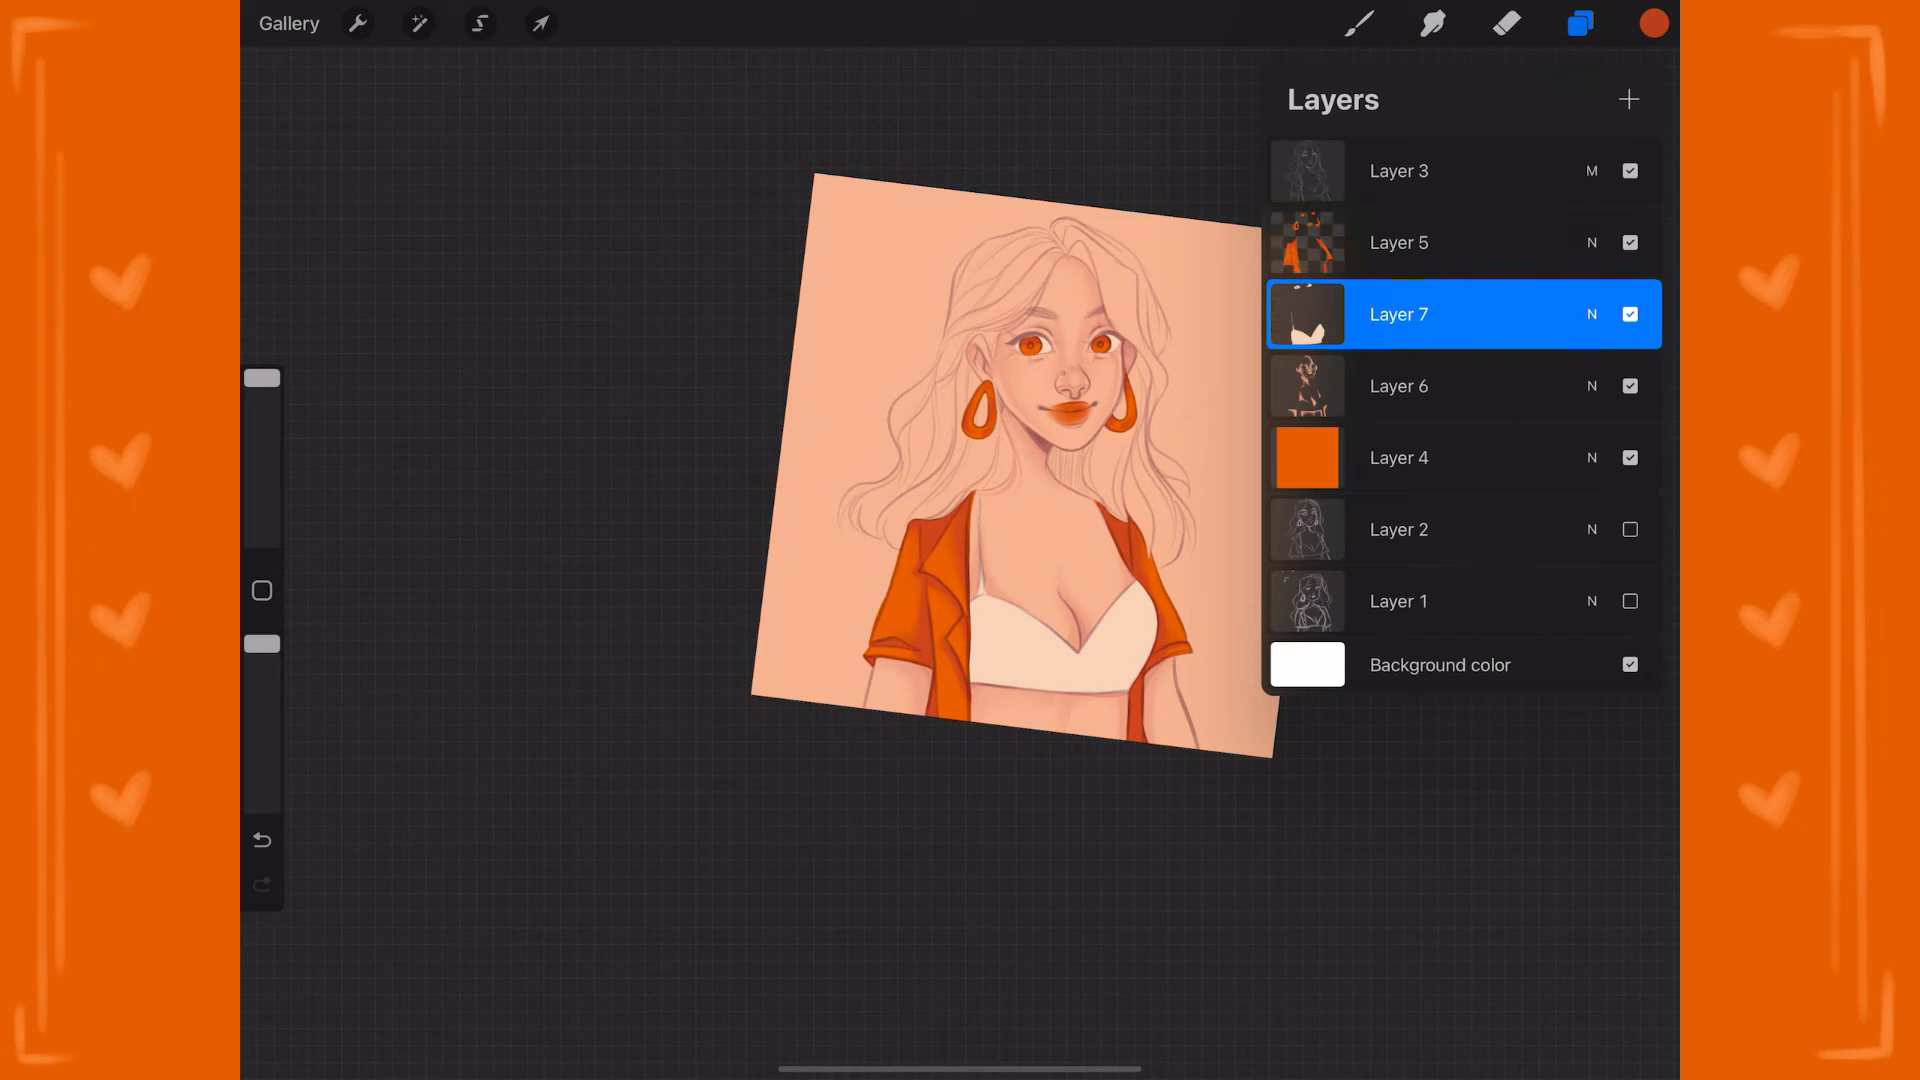 Gallery
Layers
Layer 3 M
Layer 5 N
Layer 7 N
Layer 6 N
Layer 4 N
Layer 2 N
Layer 1 N
Background color